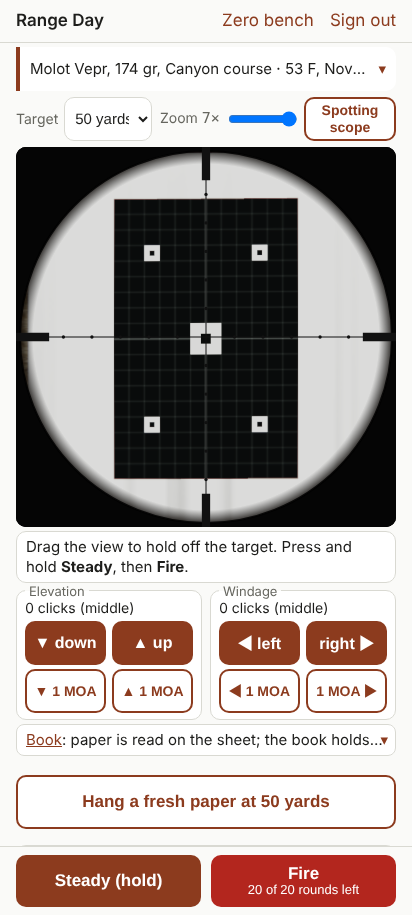 Range Day
Zero bench
Sign out
Molot Vepr, 174 gr, Canyon course · 53 F, Nov... ▼
Target
50 yards
Zoom 7×
Spotting
scope
Drag the view to hold off the target. Press and
hold Steady, then Fire.
Elevation
0 clicks (middle)
▼ down
▲ up
▼ 1 MOA
▲ 1 MOA
Windage
0 clicks (middle)
◀ left
right ▶
◀ 1 MOA
1 MOA ▶
Book: paper is read on the sheet; the book holds... ▼
Hang a fresh paper at 50 yards
Steady (hold)
Fire
20 of 20 rounds left